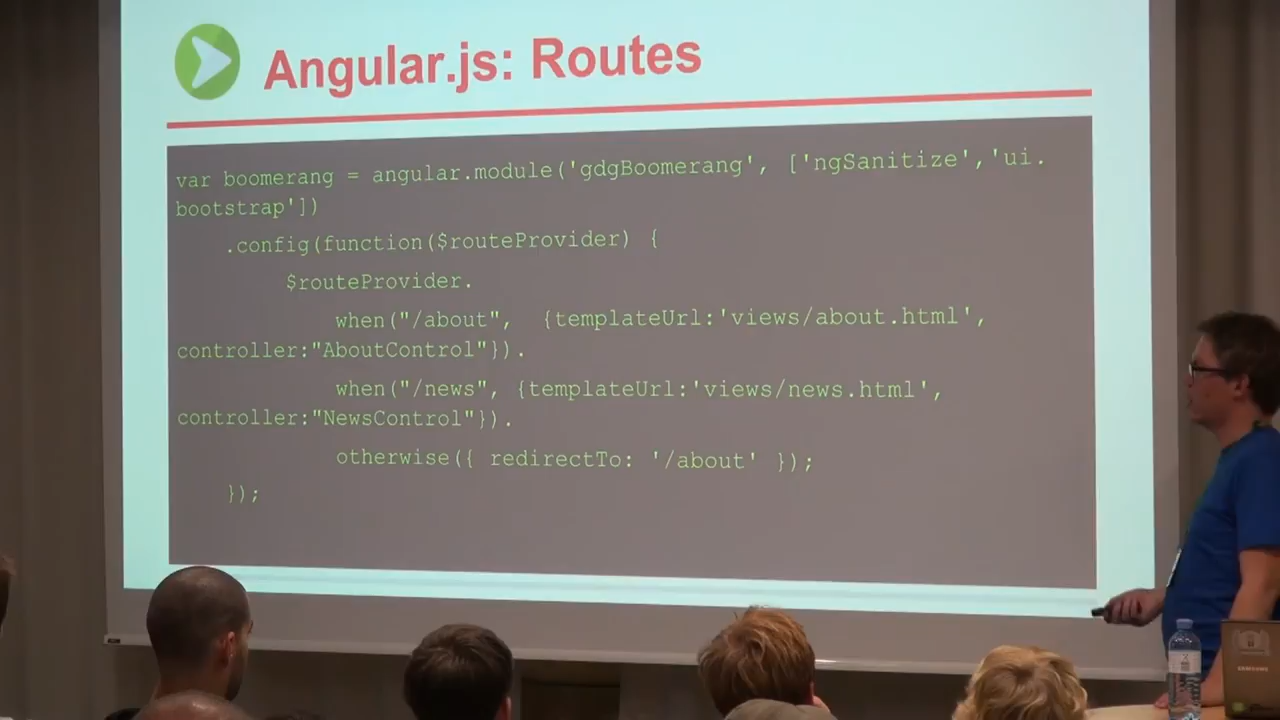 Angular.js: Routes
var boomerang = angular.module('gdgBoomerang', ['ngSanitize','ui.
bootstrap'])
.config(function($routeProvider) {
$routeProvider.
when("/about", {templateUrl:'views/about.html',
controller:"AboutControl"}).
when("/news", {templateUrl:'views/news.html',
controller:"NewsControl"}).
otherwise({ redirectTo: '/about' });
});
SAMSUNG